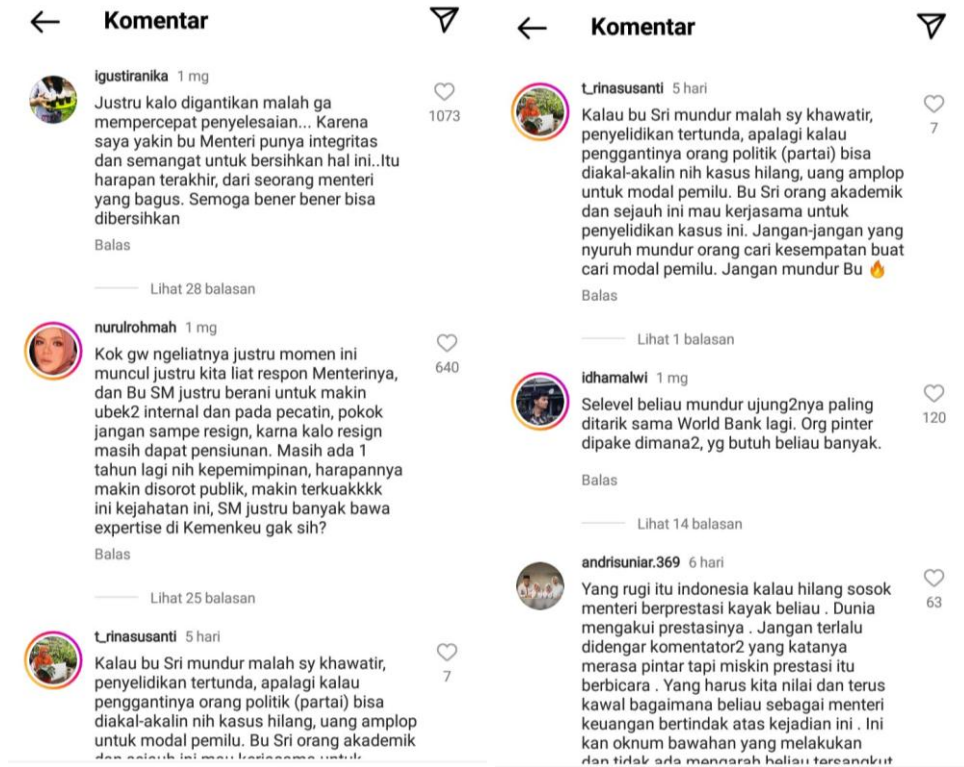 Komentar
igustiranika 1 mg
Justru kalo digantikan malah ga
mempercepat penyelesaian... Karena
saya yakin bu Menteri punya integritas
dan semangat untuk bersihkan hal ini..Itu
harapan terakhir, dari seorang menteri
yang bagus. Semoga bener bener bisa
dibersihkan
1073
Balas
Lihat 28 balasan
nurulrohmah 1 mg
Kok gw ngeliatnya justru momen ini
muncul justru kita liat respon Menterinya,
dan Bu SM justru berani untuk makin
ubek2 internal dan pada pecatin, pokok
jangan sampe resign, karna kalo resign
masih dapat pensiunan. Masih ada 1
tahun lagi nih kepemimpinan, harapannya
makin disorot publik, makin terkuakkkk
ini kejahatan ini, SM justru banyak bawa
expertise di Kemenkeu gak sih?
640
Balas
Lihat 25 balasan
t_rinasusanti 5 hari
Kalau bu Sri mundur malah sy khawatir,
penyelidikan tertunda, apalagi kalau
penggantinya orang politik (partai) bisa
diakal-akalin nih kasus hilang, uang amplop
untuk modal pemilu. Bu Sri orang akademik
dan sejauh ini mau kerjasama untuk
7
Komentar
t_rinasusanti 5 hari
Kalau bu Sri mundur malah sy khawatir,
penyelidikan tertunda, apalagi kalau
penggantinya orang politik (partai) bisa
diakal-akalin nih kasus hilang, uang amplop
untuk modal pemilu. Bu Sri orang akademik
dan sejauh ini mau kerjasama untuk
penyelidikan kasus ini. Jangan-jangan yang
nyuruh mundur orang cari kesempatan buat
cari modal pemilu. Jangan mundur Bu 🔥
7
Balas
Lihat 1 balasan
idhamalwi 1 mg
Selevel beliau mundur ujung2nya paling
ditarik sama World Bank lagi. Org pinter
dipake dimana2, yg butuh beliau banyak.
120
Balas
Lihat 14 balasan
andrisuniar.369 6 hari
Yang rugi itu indonesia kalau hilang sosok
menteri berprestasi kayak beliau . Dunia
mengakui prestasinya . Jangan terlalu
didengar komentator2 yang katanya
merasa pintar tapi miskin prestasi itu
berbicara . Yang harus kita nilai dan terus
kawal bagaimana beliau sebagai menteri
keuangan bertindak atas kejadian ini . Ini
kan oknum bawahan yang melakukan
dan tidak ada mengarah beliau tersangkut
63